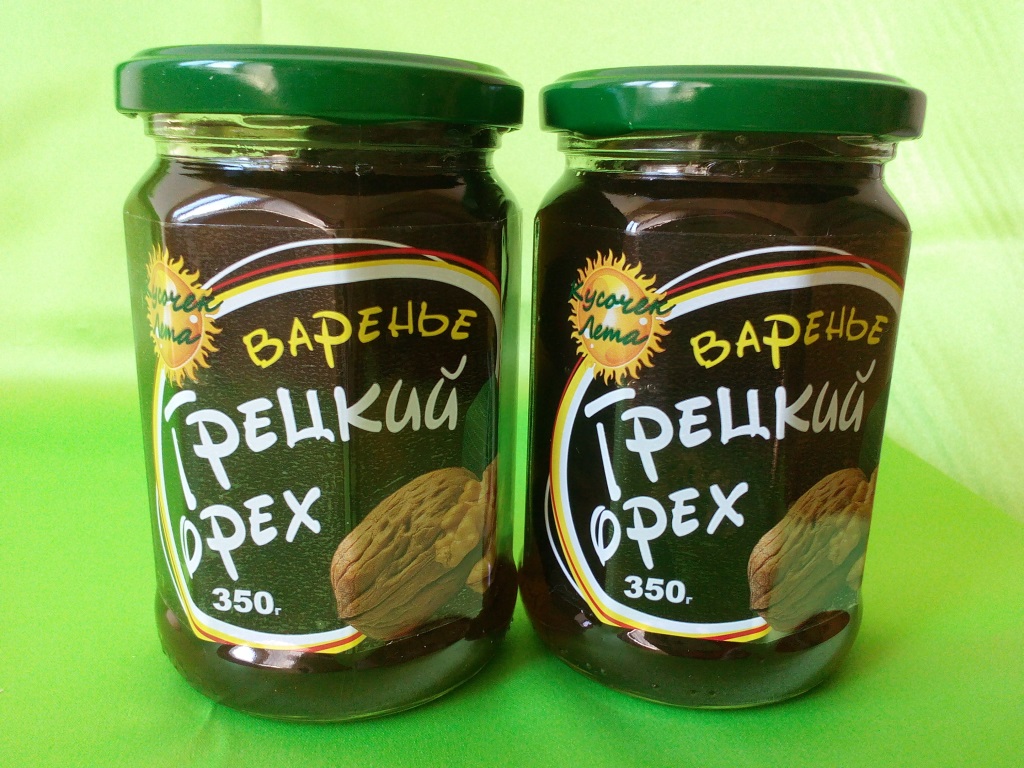 Кусочек
Лета
ВАРЕНЬЕ
ГРЕЦКИЙ
ОРЕХ
350г
Кусочек
Лета
ВАРЕНЬЕ
ГРЕЦКИЙ
ОРЕХ
350г